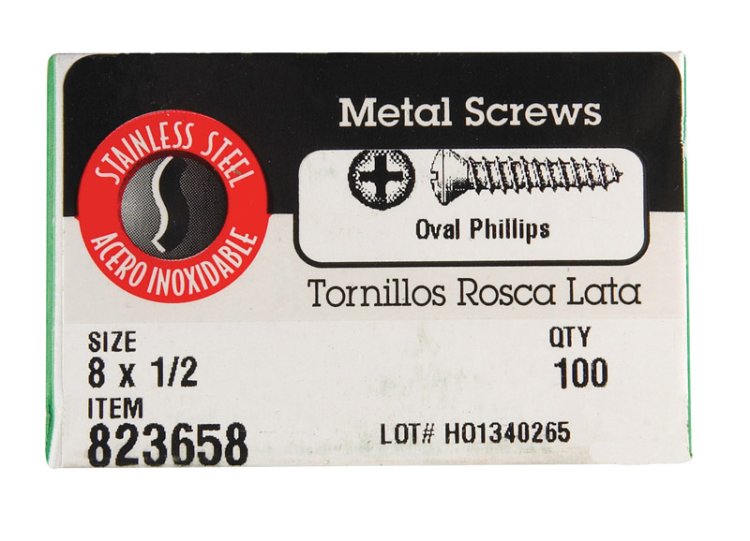 Metal Screws
STAINLESS STEEL
ACERO INOXIDABLE
Oval Phillips
Tornillos Rosca Lata
SIZE
8 x 1/2
QTY
100
ITEM
823658
LOT# HO1340265